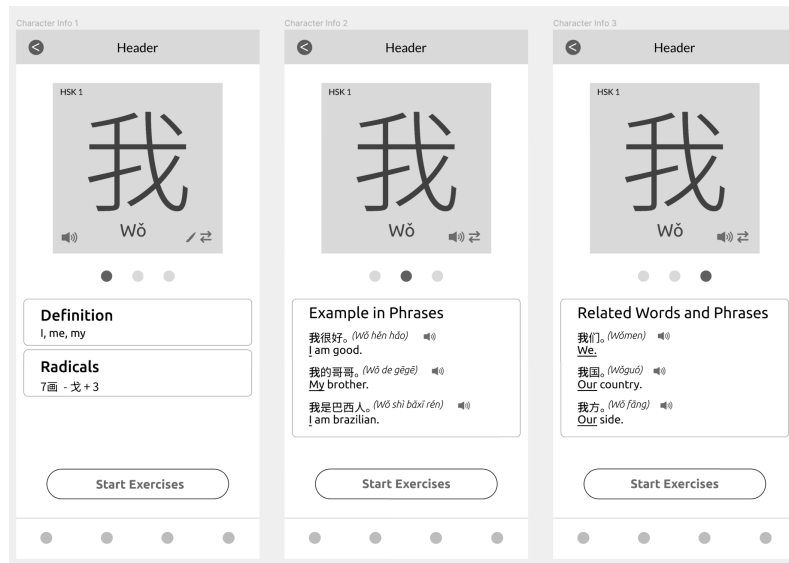 Character Info 1
Header
HSK 1
我
Wǒ
Definition
I, me, my
Radicals
7画 - 戈 + 3
Start Exercises
Character Info 2
Header
HSK 1
我
Wǒ
Example in Phrases
我很好。(Wǒ hěn hǎo)
I am good.
我的哥哥。(Wǒ de gēgē)
My brother.
我是巴西人。(Wǒ shì bāxī rén)
I am brazilian.
Start Exercises
Character Info 3
Header
HSK 1
我
Wǒ
Related Words and Phrases
我们。(Wǒmen)
We.
我国。(Wǒguó)
Our country.
我方。(Wǒ fāng)
Our side.
Start Exercises